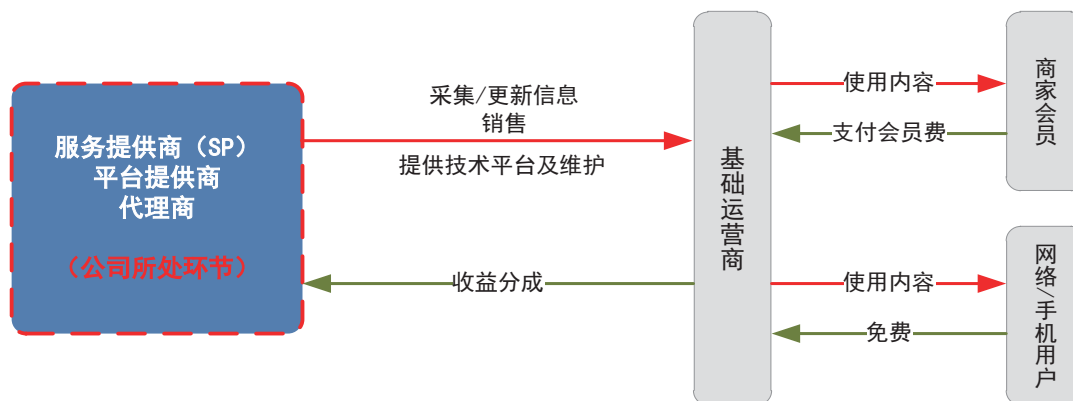 服务提供商（SP）
平台提供商
代理商
（公司所处环节）
采集/更新信息
销售
提供技术平台及维护
收益分成
基础运营商
使用内容
支付会员费
使用内容
免费
商家会员
网络/手机用户